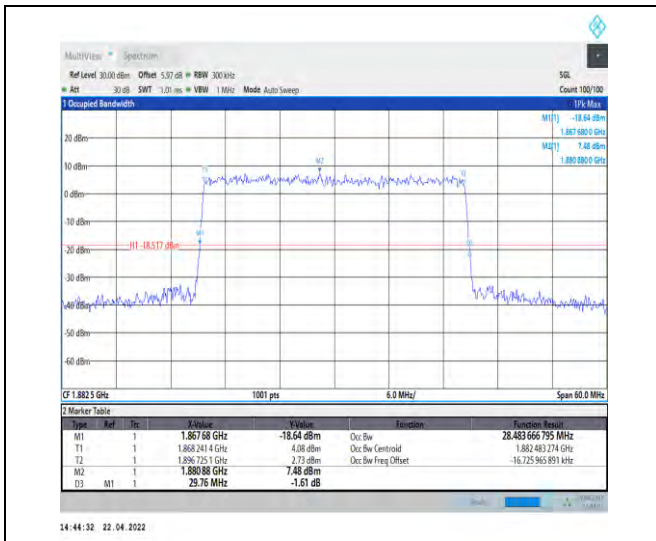 MultiView Spectrum
Ref Level 30.00 dBm Offset 5.97 dB RBW 300 kHz SGL
Att 30 dB SWT 1.01 ms VBW 1 MHz Mode Auto Sweep Count 100/100
1 Occupied Bandwidth 1Pk Max
M1[1] -18.64 dBm
1.867 680 0 GHz
M2[1] 7.48 dBm
1.880 880 0 GHz
20 dBm
10 dBm
M2
0 dBm
-10 dBm
M1
H1 -18.517 dBm
-20 dBm
-30 dBm
-40 dBm
-50 dBm
-60 dBm
CF 1.882 5 GHz 1001 pts 6.0 MHz/ Span 60.0 MHz
2 Marker Table
Type Ref Trc X-Value Y-Value Function Function Result
M1 1 1.867 68 GHz -18.64 dBm Occ Bw 28.483 666 795 MHz
T1 1 1.868 241 4 GHz 4.08 dBm Occ Bw Centroid 1.882 483 274 GHz
T2 1 1.896 725 1 GHz 2.73 dBm Occ Bw Freq Offset -16.725 965 891 kHz
M2 1 1.880 88 GHz 7.48 dBm
D3 M1 1 29.76 MHz -1.61 dB
14:44:32 22.04.2022